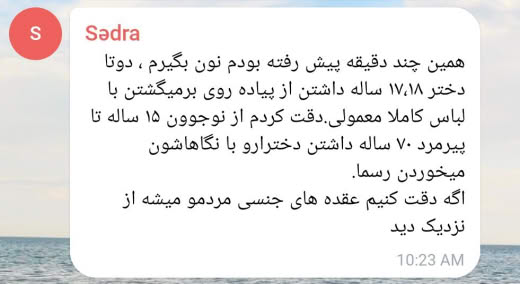 S
Sədra
همین چند دقیقه پیش رفته بودم نون بگیرم ، دوتا
دختر ۱۷،۱۸ ساله داشتن از پیاده روی برمیگشتن با
لباس کاملا معمولی.دقت کردم از نوجوون ۱۵ ساله تا
پیرمرد ۷۰ ساله داشتن دخترارو با نگاهاشون
میخوردن رسما.
اگه دقت کنیم عقده های جنسی مردمو میشه از
نزدیک دید
10:23 AM